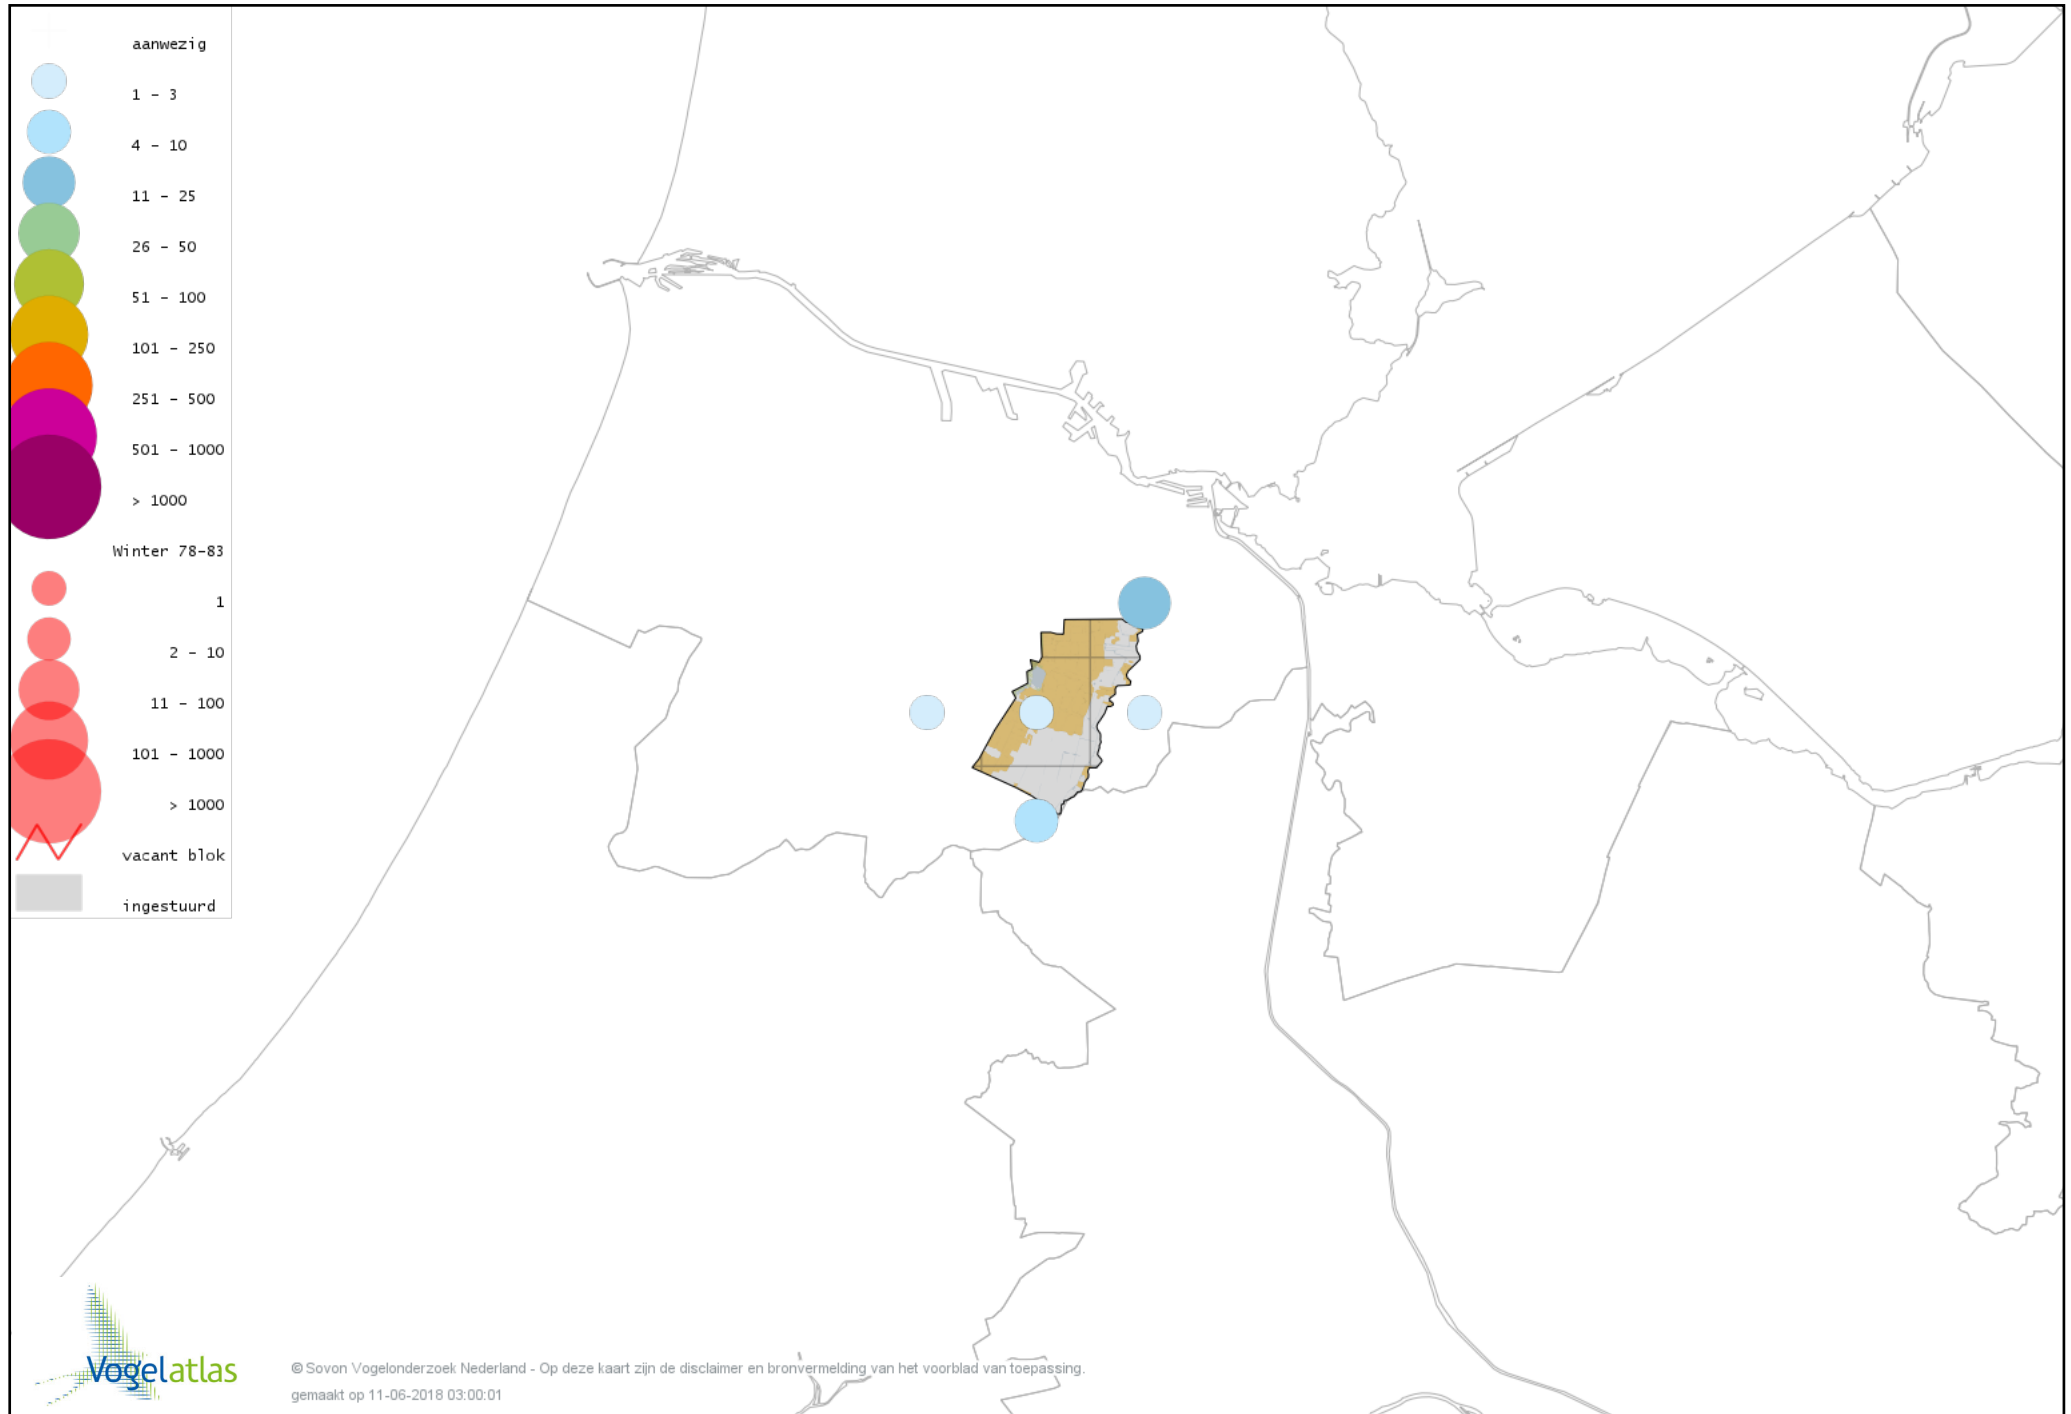 aanwezig
1 - 3
4 - 10
11 - 25
26 - 50
51 - 100
101 - 250
251 - 500
501 - 1000
> 1000
Winter 78-83
1
2 - 10
11 - 100
101 - 1000
> 1000
vacant blok
ingestuurd
Vogelatlas
© Sovon Vogelonderzoek Nederland - Op deze kaart zijn de disclaimer en bronvermelding van het voorblad van toepassing.
gemaakt op 11-06-2018 03:00:01